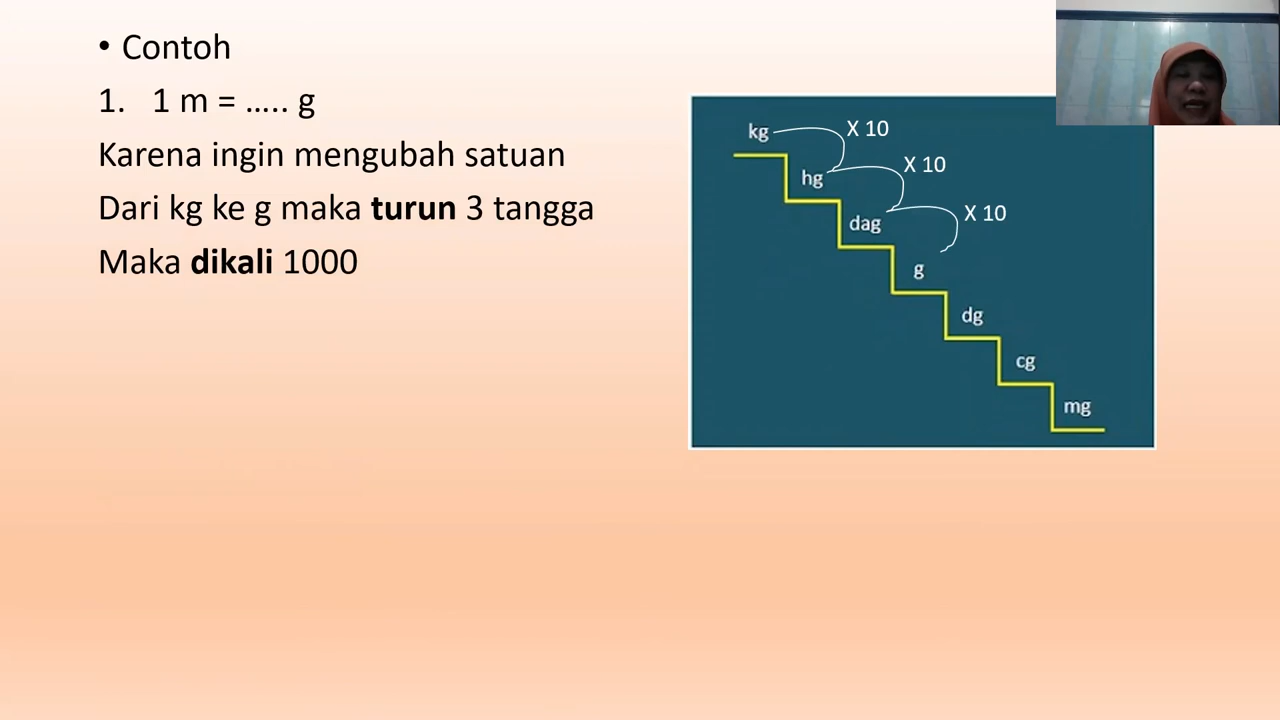 • Contoh
1. 1 m = ….. g
Karena ingin mengubah satuan
Dari kg ke g maka turun 3 tangga
Maka dikali 1000
kg
X 10
hg
X 10
dag
X 10
g
dg
cg
mg